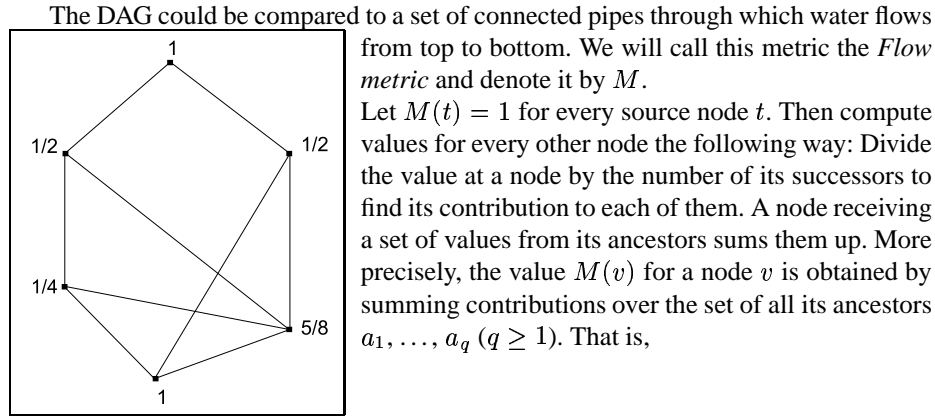 The DAG could be compared to a set of connected pipes through which water flows
from top to bottom. We will call this metric the Flow
metric and denote it by M.
Let M(t) = 1 for every source node t. Then compute
values for every other node the following way: Divide
the value at a node by the number of its successors to
find its contribution to each of them. A node receiving
a set of values from its ancestors sums them up. More
precisely, the value M(v) for a node v is obtained by
summing contributions over the set of all its ancestors
a₁, . . . , a_q (q ≥ 1). That is,
1
1/2
1/2
1/4
5/8
1